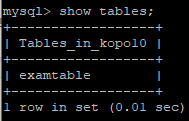 mysql> show tables;
+------------------+
| Tables_in_kopo10 |
+------------------+
| examtable        |
+------------------+
1 row in set (0.01 sec)